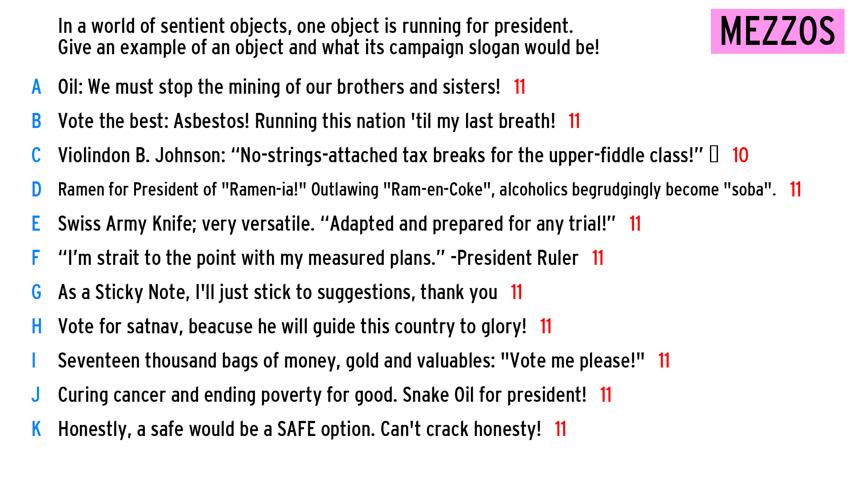 In a world of sentient objects, one object is running for president.
MEZZOS
Give an example of an object and what its campaign slogan would be!
A Oil: We must stop the mining of our brothers and sisters! 11
B Vote the best: Asbestos! Running this nation 'til my last breath! 11
C Violindon B. Johnson: “No-strings-attached tax breaks for the upper-fiddle class!” ▯ 10
D Ramen for President of "Ramen-ia!" Outlawing "Ram-en-Coke", alcoholics begrudgingly become "soba". 11
E Swiss Army Knife; very versatile. “Adapted and prepared for any trial!” 11
F “I’m strait to the point with my measured plans.” -President Ruler 11
G As a Sticky Note, I'll just stick to suggestions, thank you 11
H Vote for satnav, beacuse he will guide this country to glory! 11
I Seventeen thousand bags of money, gold and valuables: "Vote me please!" 11
J Curing cancer and ending poverty for good. Snake Oil for president! 11
K Honestly, a safe would be a SAFE option. Can't crack honesty! 11